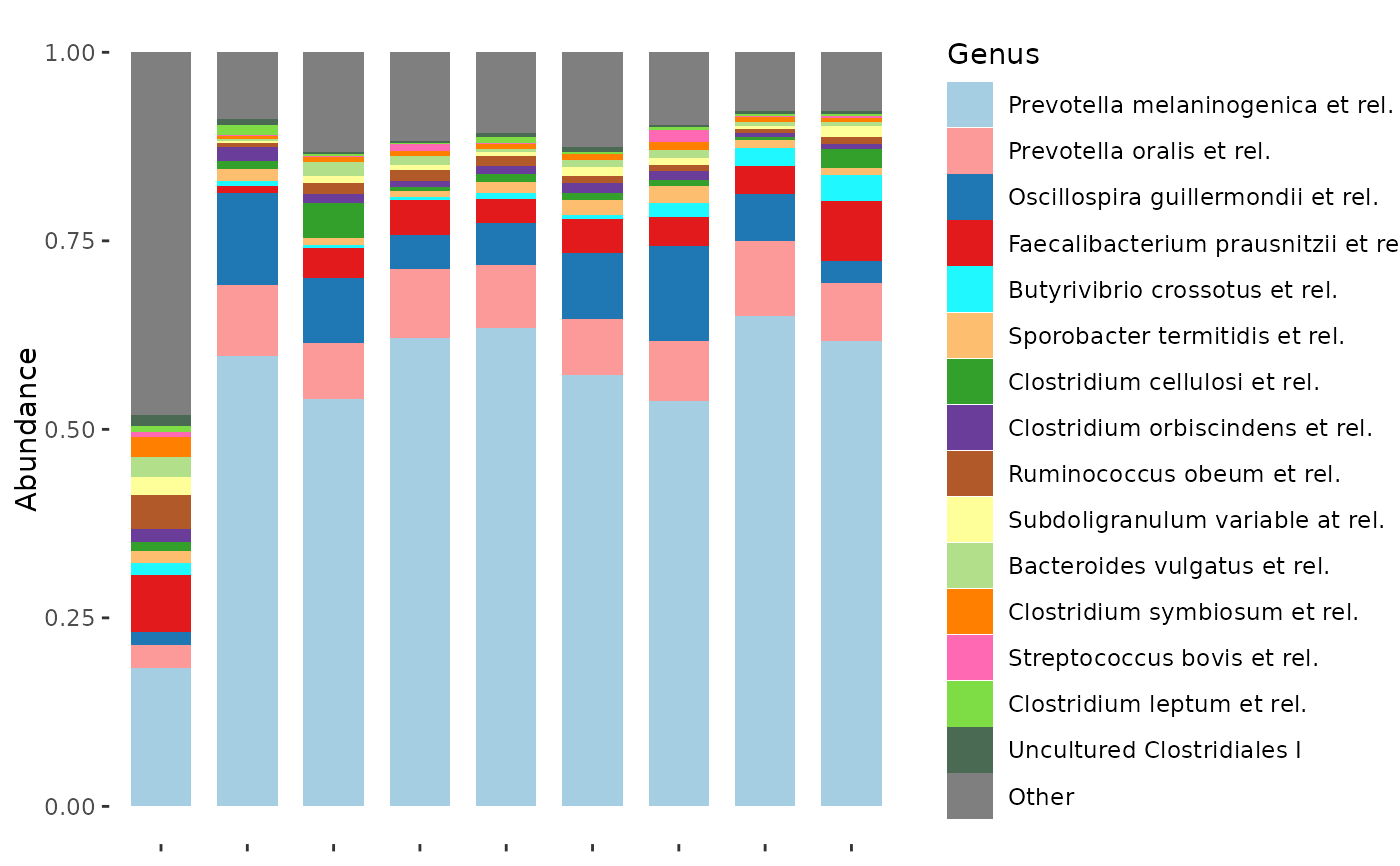 Genus
1.00
0.75
0.50
0.25
0.00
Abundance
Prevotella melaninogenica et rel.
Prevotella oralis et rel.
Oscillospira guillermondii et rel.
Faecalibacterium prausnitzii et re
Butyrivibrio crossotus et rel.
Sporobacter termitidis et rel.
Clostridium cellulosi et rel.
Clostridium orbiscindens et rel.
Ruminococcus obeum et rel.
Subdoligranulum variable at rel.
Bacteroides vulgatus et rel.
Clostridium symbiosum et rel.
Streptococcus bovis et rel.
Clostridium leptum et rel.
Uncultured Clostridiales I
Other